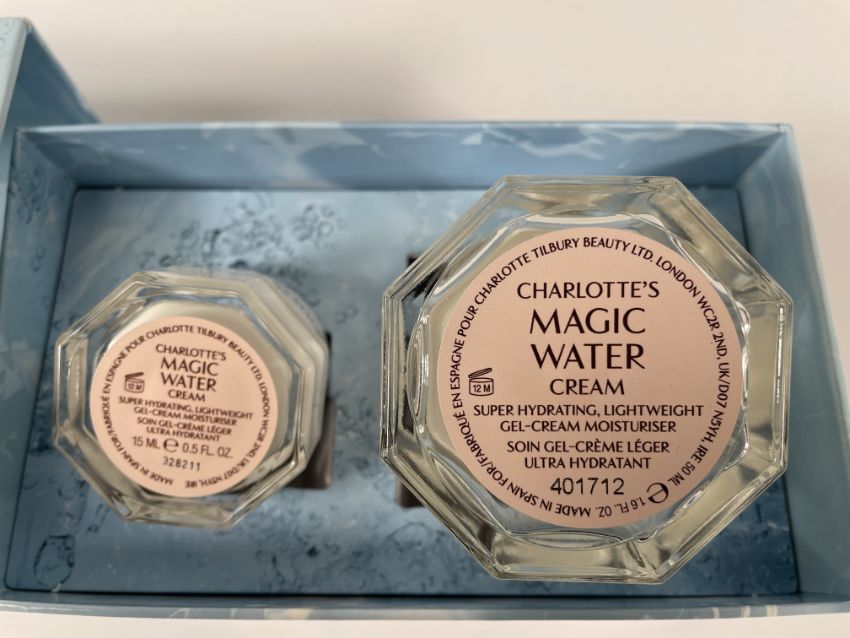 CHARLOTTE'S
MAGIC
WATER
CREAM
SUPER HYDRATING, LIGHTWEIGHT
GEL-CREAM MOISTURISER
SOIN GEL-CRÈME LÉGER
ULTRA HYDRATANT
15 ML e 0.5 FL. OZ.
328211
12 M
MADE IN SPAIN FOR/FABRIQUÉ EN ESPAGNE POUR CHARLOTTE TILBURY BEAUTY LTD. LONDON WC2R 2ND, UK/D07 N5YH, IRE
CHARLOTTE'S
MAGIC
WATER
CREAM
SUPER HYDRATING, LIGHTWEIGHT
GEL-CREAM MOISTURISER
SOIN GEL-CRÈME LÉGER
ULTRA HYDRATANT
401712
12 M
MADE IN SPAIN FOR/FABRIQUÉ EN ESPAGNE POUR CHARLOTTE TILBURY BEAUTY LTD. LONDON WC2R 2ND, UK/D07 N5YH, IRE 50 ML e 1.6 FL. OZ.